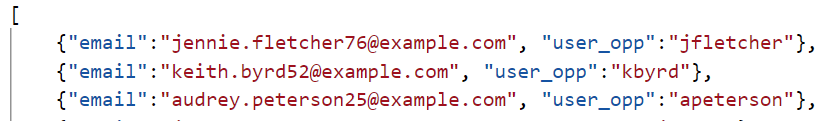 [
{"email":"jennie.fletcher76@example.com", "user_opp":"jfletcher"},
{"email":"keith.byrd52@example.com", "user_opp":"kbyrd"},
{"email":"audrey.peterson25@example.com", "user_opp":"apeterson"},